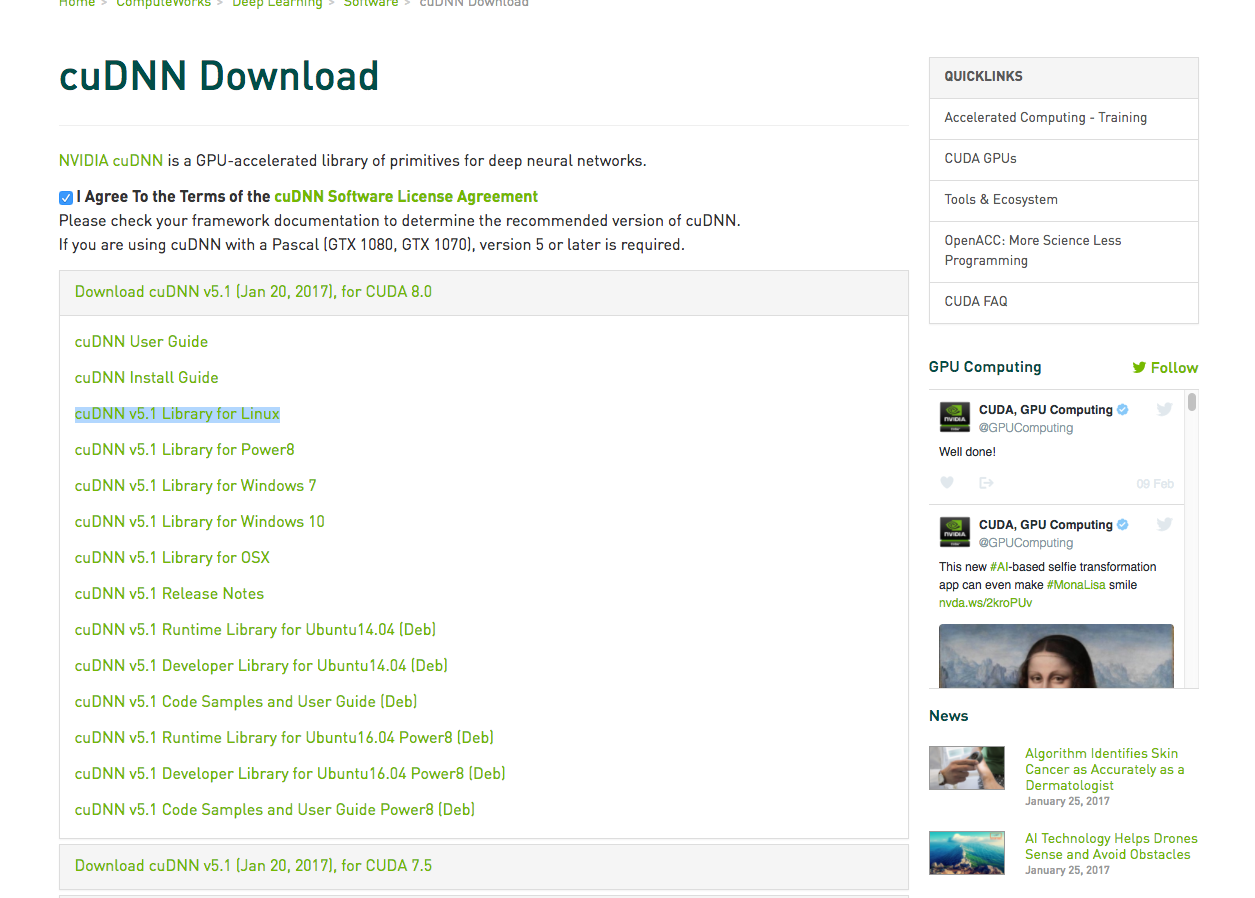 Home > ComputeWorks > Deep Learning > Software > cuDNN Download
cuDNN Download
NVIDIA cuDNN is a GPU-accelerated library of primitives for deep neural networks.
I Agree To the Terms of the cuDNN Software License Agreement
Please check your framework documentation to determine the recommended version of cuDNN.
If you are using cuDNN with a Pascal (GTX 1080, GTX 1070), version 5 or later is required.
Download cuDNN v5.1 (Jan 20, 2017), for CUDA 8.0
cuDNN User Guide
cuDNN Install Guide
cuDNN v5.1 Library for Linux
cuDNN v5.1 Library for Power8
cuDNN v5.1 Library for Windows 7
cuDNN v5.1 Library for Windows 10
cuDNN v5.1 Library for OSX
cuDNN v5.1 Release Notes
cuDNN v5.1 Runtime Library for Ubuntu14.04 (Deb)
cuDNN v5.1 Developer Library for Ubuntu14.04 (Deb)
cuDNN v5.1 Code Samples and User Guide (Deb)
cuDNN v5.1 Runtime Library for Ubuntu16.04 Power8 (Deb)
cuDNN v5.1 Developer Library for Ubuntu16.04 Power8 (Deb)
cuDNN v5.1 Code Samples and User Guide Power8 (Deb)
Download cuDNN v5.1 (Jan 20, 2017), for CUDA 7.5
QUICKLINKS
Accelerated Computing - Training
CUDA GPUs
Tools & Ecosystem
OpenACC: More Science Less
Programming
CUDA FAQ
GPU Computing
Follow
NVIDIA
CUDA, GPU Computing
@GPUComputing
Well done!
09 Feb
NVIDIA
CUDA, GPU Computing
@GPUComputing
This new #AI-based selfie transformation
app can even make #MonaLisa smile
nvda.ws/2kroPUv
News
Algorithm Identifies Skin
Cancer as Accurately as a
Dermatologist
January 25, 2017
AI Technology Helps Drones
Sense and Avoid Obstacles
January 25, 2017